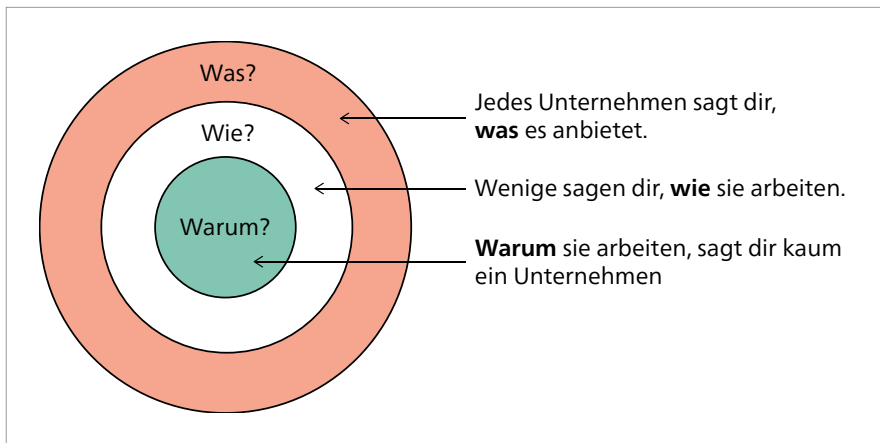 Was?
Wie?
Warum?
Jedes Unternehmen sagt dir,
was es anbietet.
Wenige sagen dir, wie sie arbeiten.
Warum sie arbeiten, sagt dir kaum
ein Unternehmen